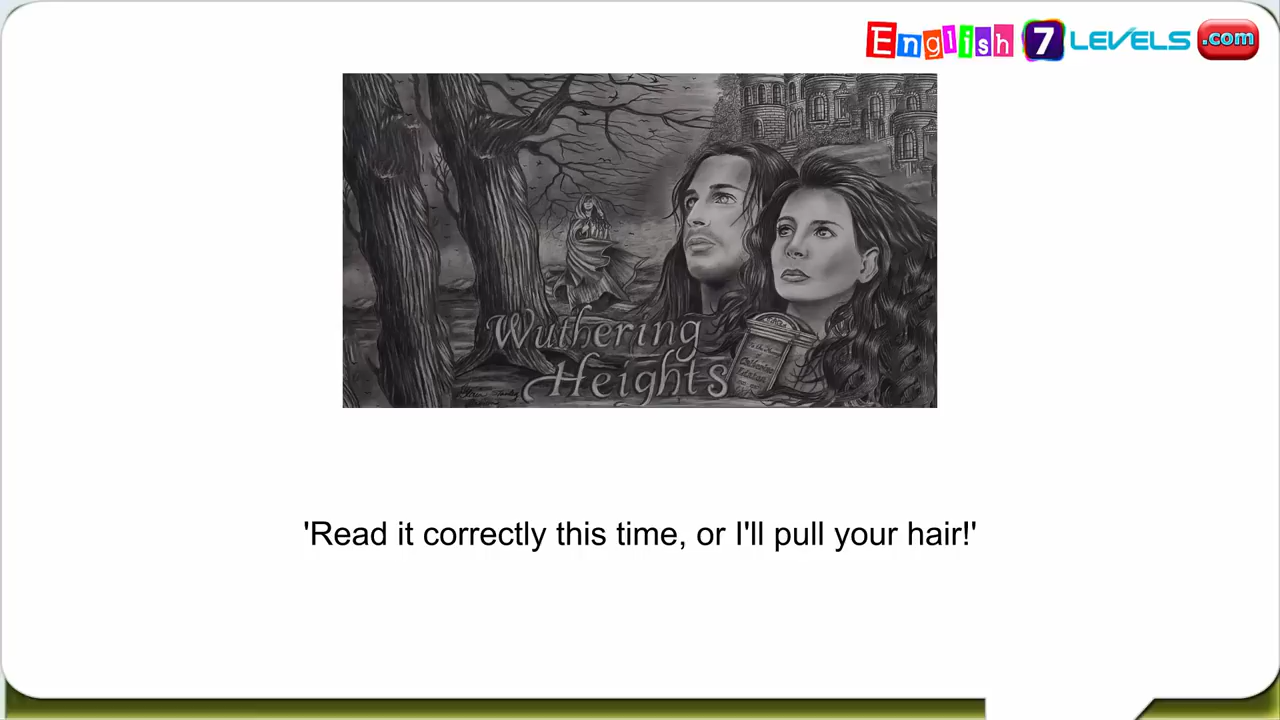 English 7 LEVELS .com
Wuthering
Heights
'Read it correctly this time, or I'll pull your hair!'